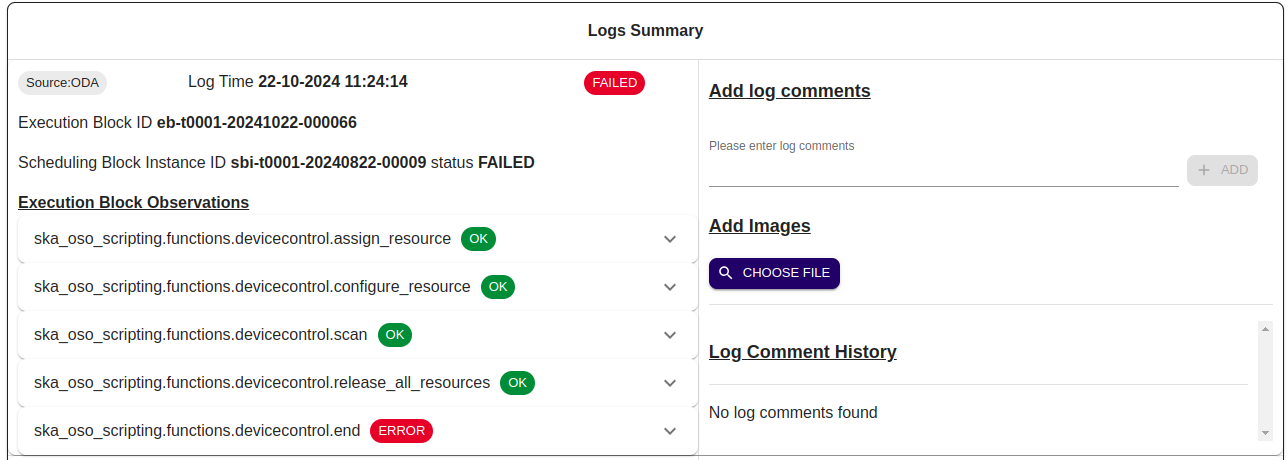 Logs Summary
Source:ODA
Log Time 22-10-2024 11:24:14
FAILED
Execution Block ID eb-t0001-20241022-000066
Scheduling Block Instance ID sbi-t0001-20240822-00009 status FAILED
Execution Block Observations
ska_oso_scripting.functions.devicecontrol.assign_resource OK
ska_oso_scripting.functions.devicecontrol.configure_resource OK
ska_oso_scripting.functions.devicecontrol.scan OK
ska_oso_scripting.functions.devicecontrol.release_all_resources OK
ska_oso_scripting.functions.devicecontrol.end ERROR
Add log comments
Please enter log comments
+ ADD
Add Images
CHOOSE FILE
Log Comment History
No log comments found